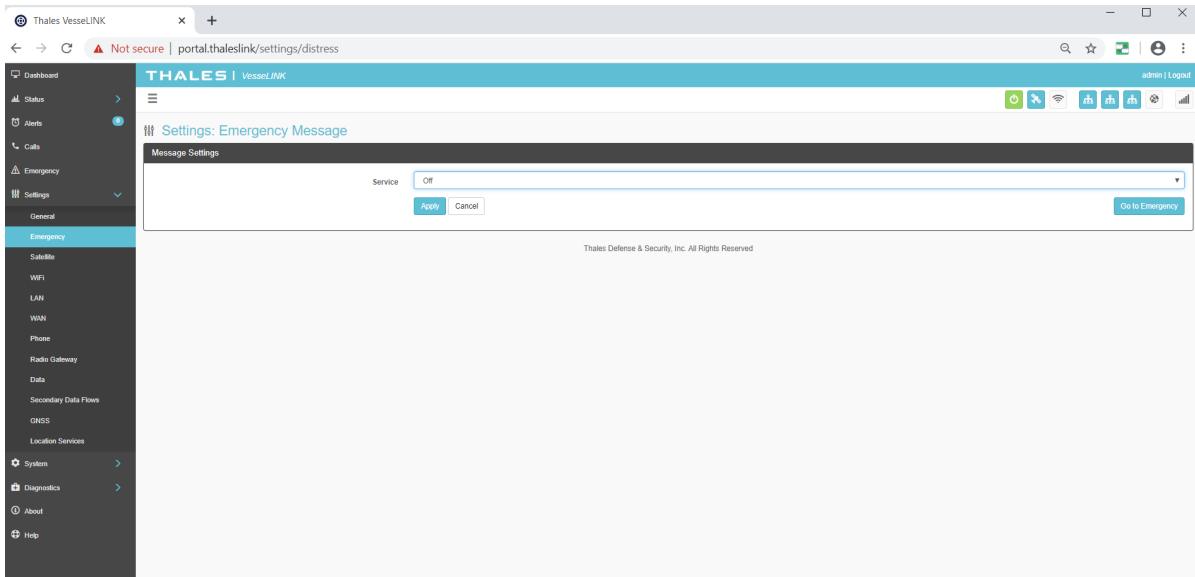 Thales VesseLINK
Not secure | portal.thaleslink/settings/distress
THALES | VesseLINK
admin | Logout
Dashboard
Status
Alerts 0
Calls
Emergency
Settings
General
Emergency
Satellite
WiFi
LAN
WAN
Phone
Radio Gateway
Data
Secondary Data Flows
GNSS
Location Services
System
Diagnostics
About
Help
Settings: Emergency Message
Message Settings
Service Off
Apply Cancel Go to Emergency
Thales Defense & Security, Inc. All Rights Reserved